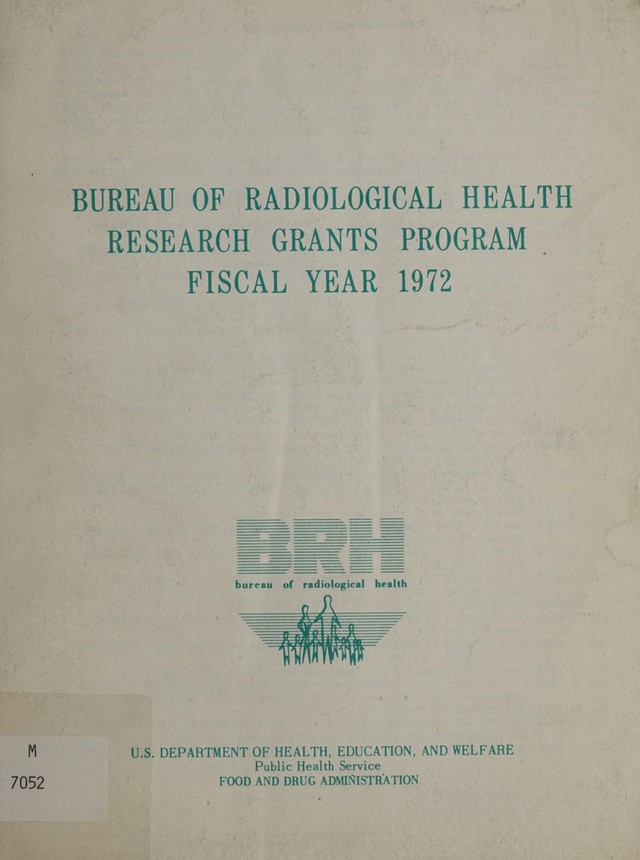 BUREAU OF RADIOLOGICAL HEALTH
RESEARCH GRANTS PROGRAM
FISCAL YEAR 1972
BRH
bureau of radiological health
M
7052
U.S. DEPARTMENT OF HEALTH, EDUCATION, AND WELFARE
Public Health Service
FOOD AND DRUG ADMINISTRATION